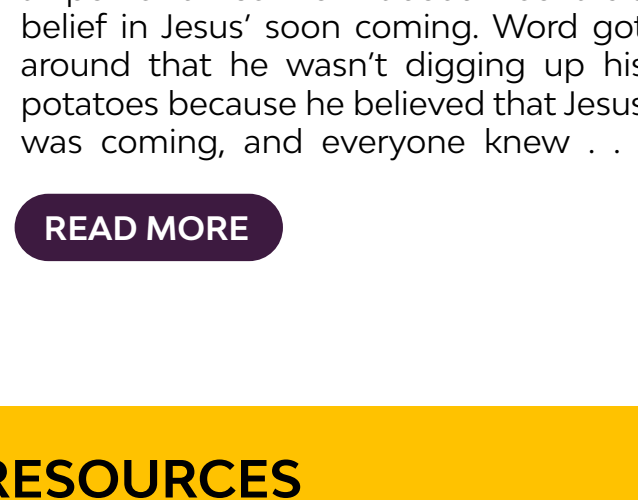 belief in Jesus’ soon coming. Word got
around that he wasn’t digging up his
potatoes because he believed that Jesus
was coming, and everyone knew . .
READ MORE
RESOURCES